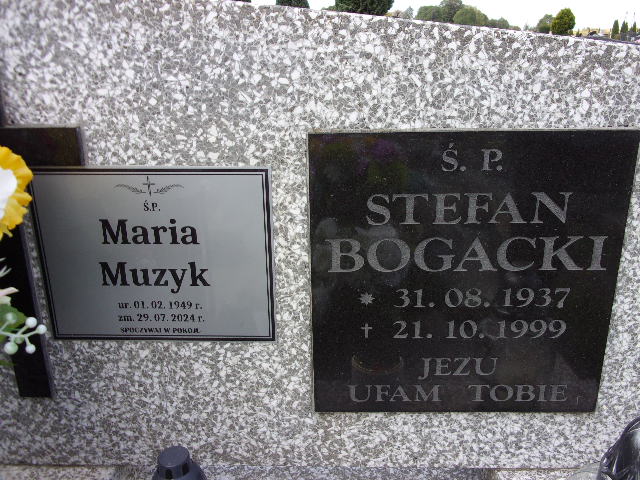 Ś.P.
Maria
Muzyk
ur. 01.02.1949 r.
zm. 29.07.2024 r.
SPOCZYWAJ W POKOJU
Ś. P.
STEFAN
BOGACKI
* 31. 08. 1937
† 21. 10. 1999
JEZU
UFAM TOBIE